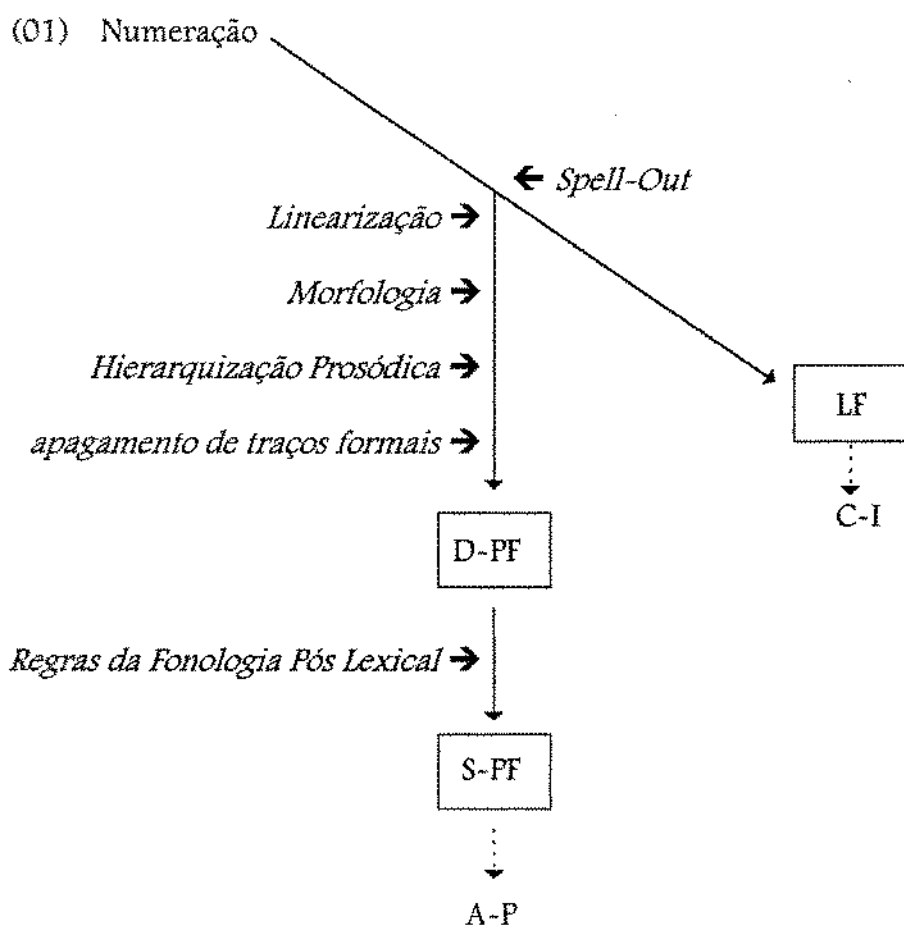 (01) Numeração
← Spell-Out
Linearização →
Morfologia →
Hierarquização Prosódica →
apagamento de traços formais →
LF
C-I
D-PF
Regras da Fonologia Pós Lexical →
S-PF
A-P